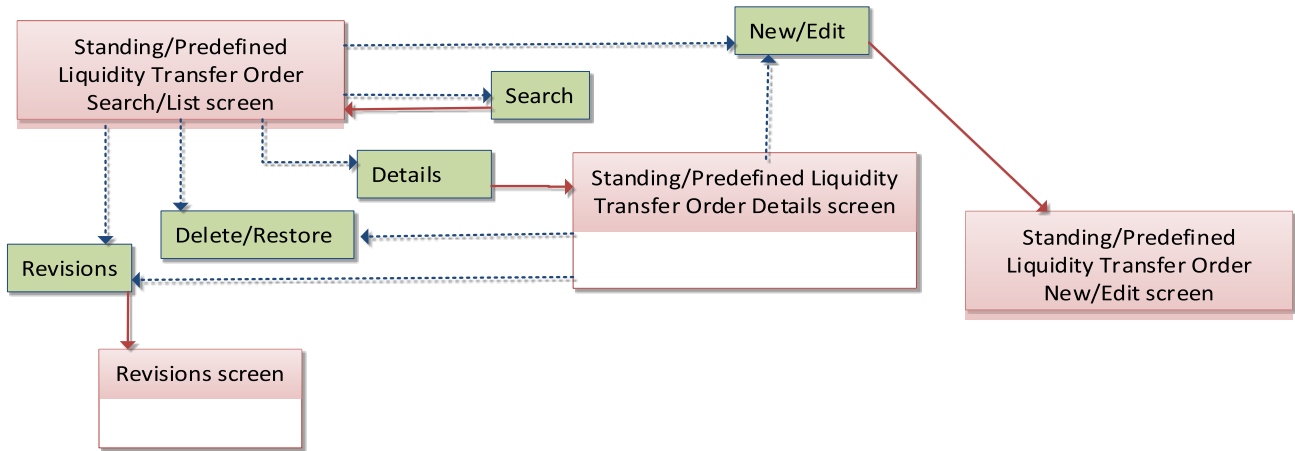 Standing/Predefined
Liquidity Transfer Order
Search/List screen
New/Edit
Search
Details
Standing/Predefined Liquidity
Transfer Order Details screen
Delete/Restore
Revisions
Standing/Predefined
Liquidity Transfer Order
New/Edit screen
Revisions screen